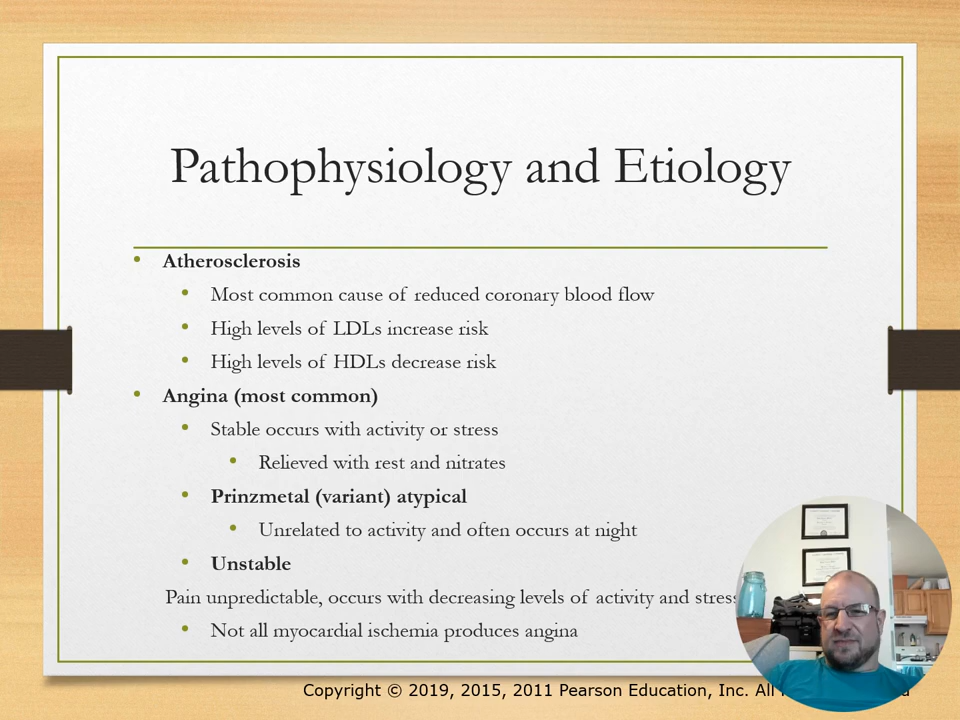 Pathophysiology and Etiology
• Atherosclerosis
• Most common cause of reduced coronary blood flow
• High levels of LDLs increase risk
• High levels of HDLs decrease risk
• Angina (most common)
• Stable occurs with activity or stress
• Relieved with rest and nitrates
• Prinzmetal (variant) atypical
• Unrelated to activity and often occurs at night
• Unstable
Pain unpredictable, occurs with decreasing levels of activity and stress
• Not all myocardial ischemia produces angina
Copyright © 2019, 2015, 2011 Pearson Education, Inc. All